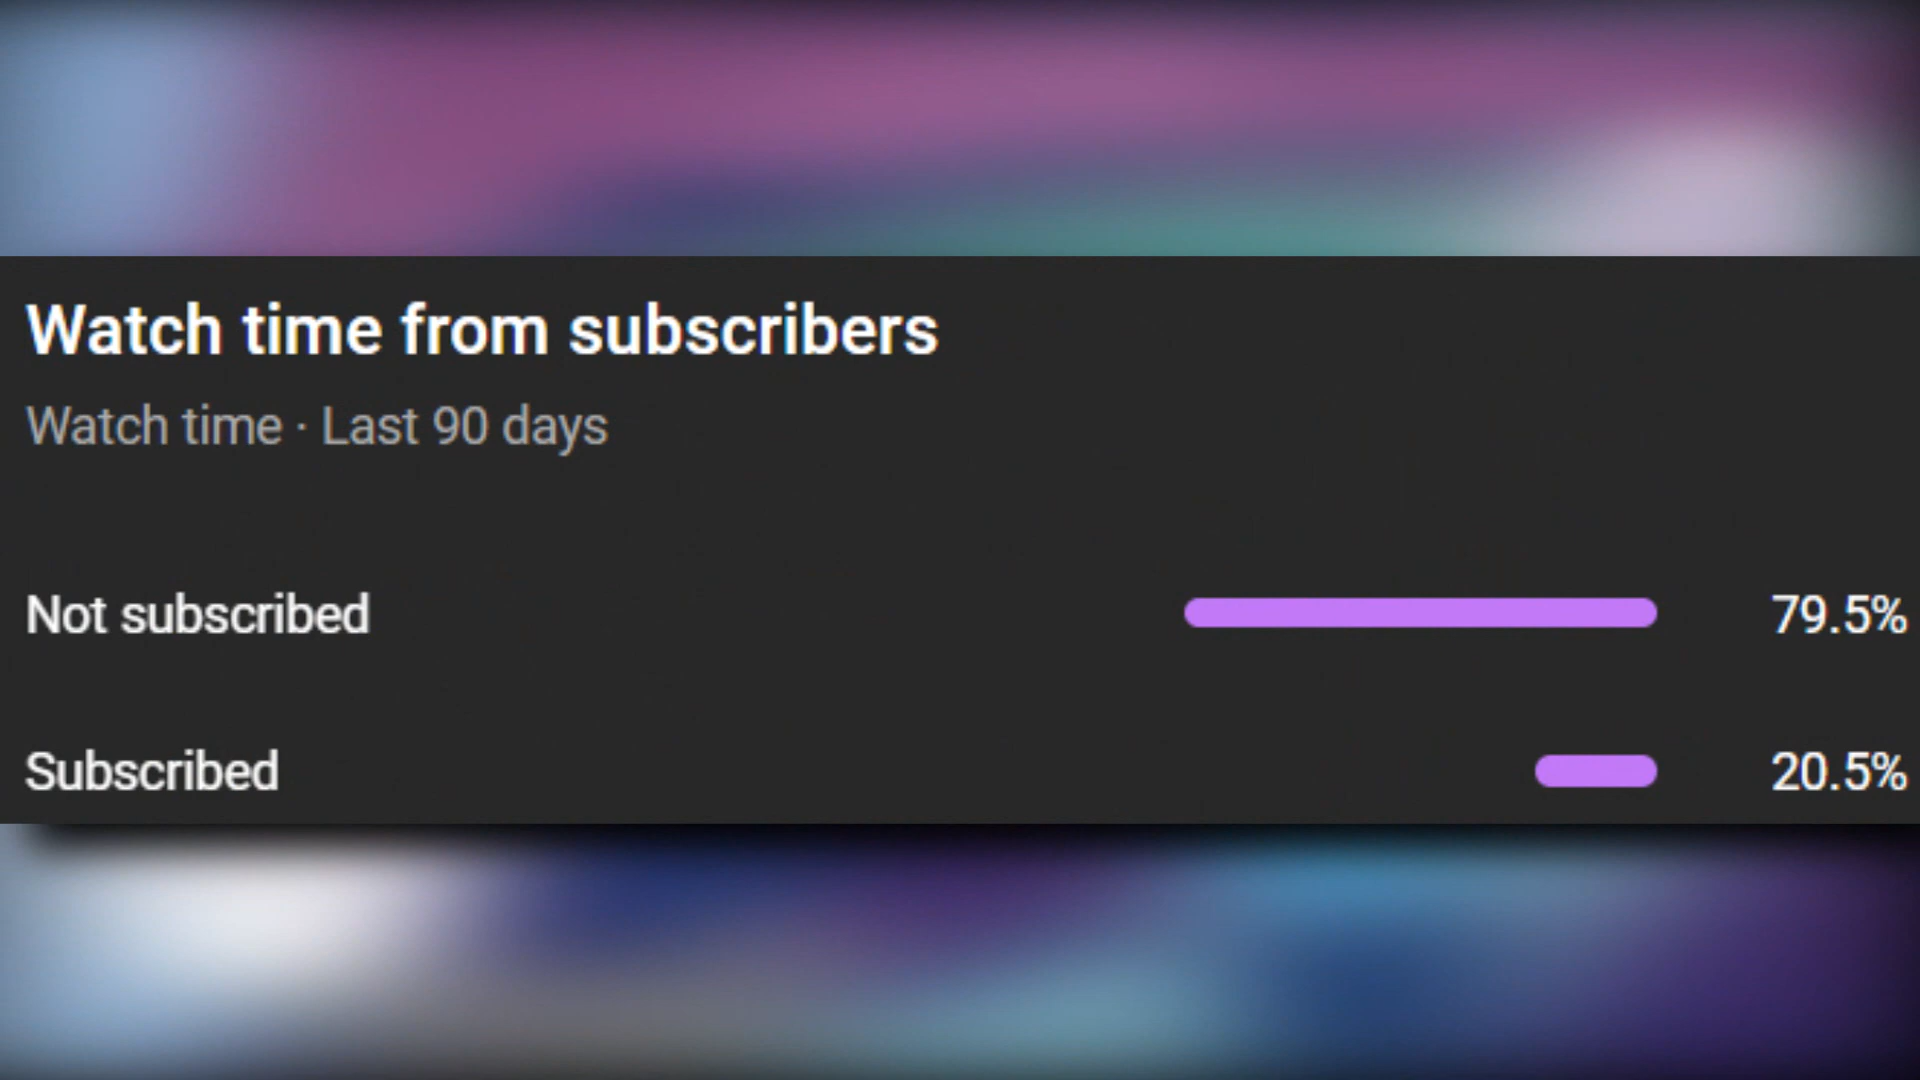 Watch time from subscribers
Watch time · Last 90 days
Not subscribed 79.5%
Subscribed 20.5%